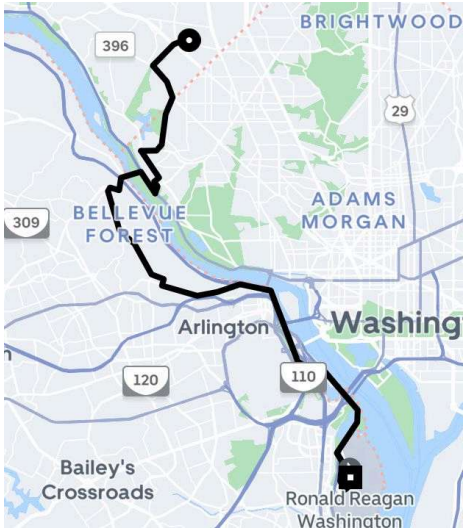 BRIGHTWOOD
396
29
ADAMS
MORGAN
BELLEVUE
FOREST
309
Arlington
Washing
110
120
Bailey's
Crossroads
Ronald Reagan
Washington